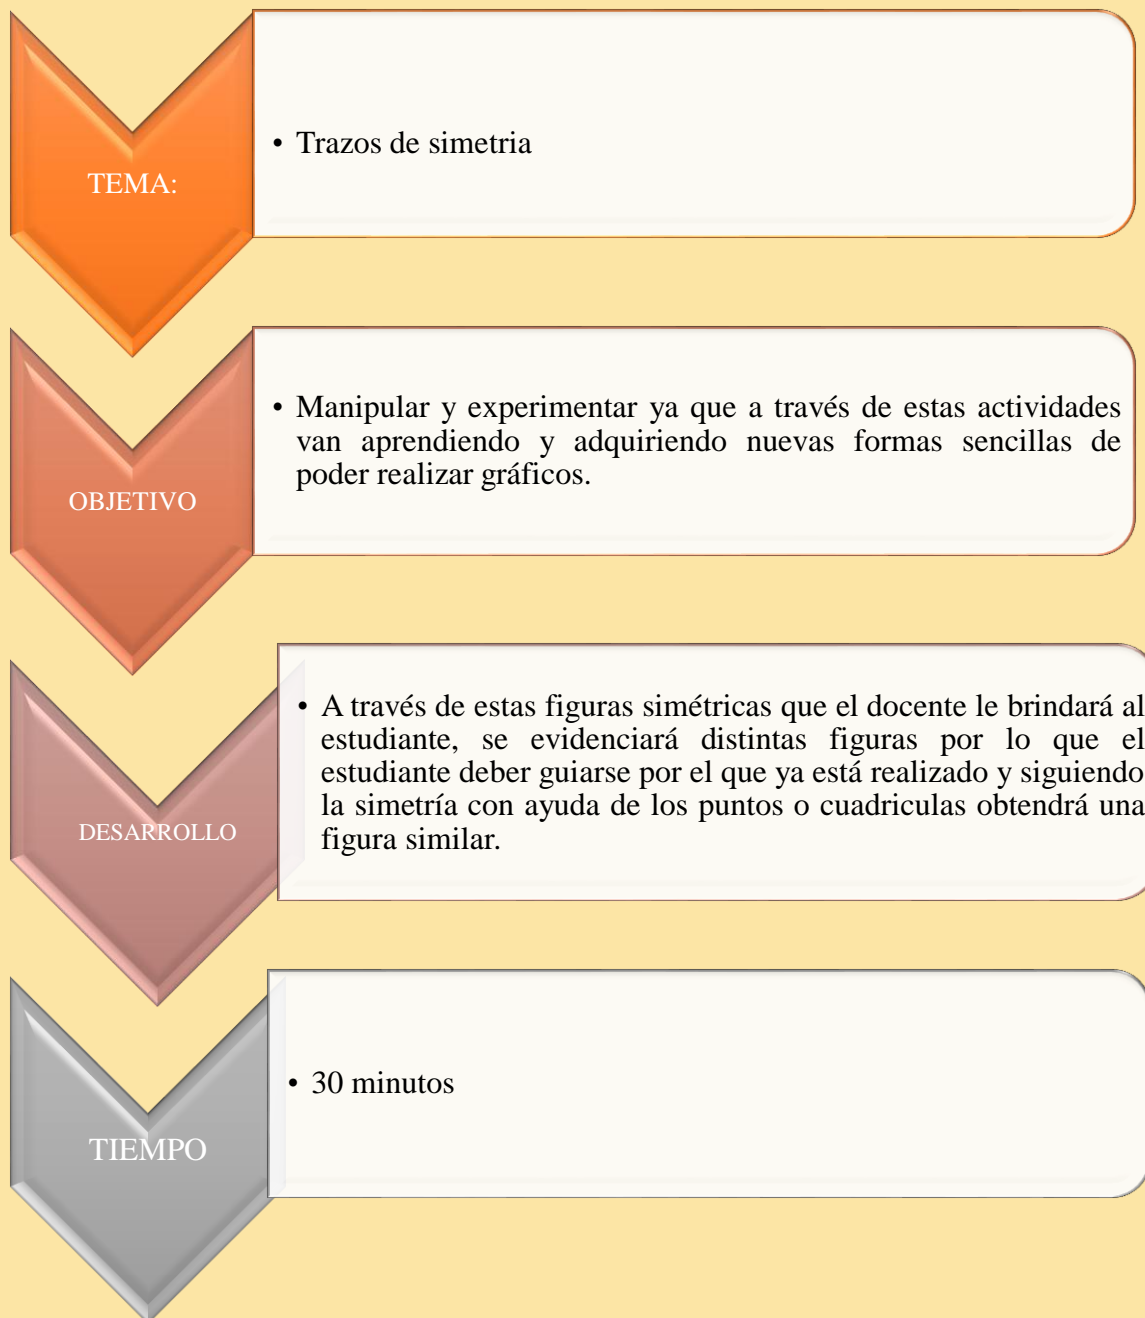 TEMA:
• Trazos de simetria
OBJETIVO
• Manipular y experimentar ya que a través de estas actividades
van aprendiendo y adquiriendo nuevas formas sencillas de
poder realizar gráficos.
DESARROLLO
• A través de estas figuras simétricas que el docente le brindará al
estudiante, se evidenciará distintas figuras por lo que el
estudiante deber guiarse por el que ya está realizado y siguiendo
la simetría con ayuda de los puntos o cuadriculas obtendrá una
figura similar.
TIEMPO
• 30 minutos